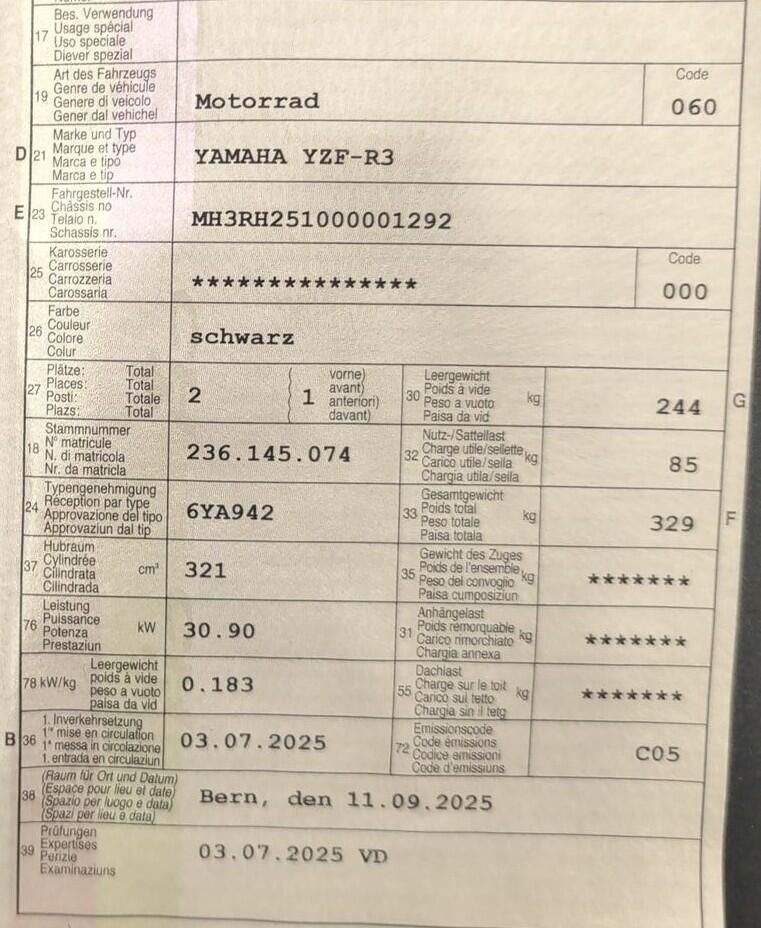 17 Bes. Verwendung
Usage spécial
Uso speciale
Diever spezial
19 Art des Fahrzeugs
Genre de véhicule
Genere di veicolo
Gener dal vehichel
Motorrad
Code
060
D 21 Marke und Typ
Marque et type
Marca e tipo
Marca e tip
YAMAHA YZF-R3
E 23 Fahrgestell-Nr.
Châssis no
Telaio n.
Schassis nr.
MH3RH251000001292
25 Karosserie
Carrosserie
Carrozzeria
Carossaria
***************
Code
000
26 Farbe
Couleur
Colore
Colur
schwarz
27 Plätze: Total
Places: Total
Posti: Totale
Plazs: Total
2
( 1 vorne)
avant)
anteriori)
davant)
30 Leergewicht
Poids à vide
Peso a vuoto
Paisa da vid
kg
244 G
18 Stammnummer
N° matricule
N. di matricola
Nr. da matricla
236.145.074
32 Nutz-/Sattellast
Charge utile/sellette
Carico utile/sella
Chargia utila/sella
kg
85
24 Typengenehmigung
Réception par type
Approvazione del tipo
Approvaziun dal tip
6YA942
33 Gesamtgewicht
Poids total
Peso totale
Paisa totala
kg
329 F
37 Hubraum
Cylindrée
Cilindrata
Cilindrada
cm³
321
35 Gewicht des Zuges
Poids de l'ensemble
Peso del convoglio
Paisa cumposiziun
kg
*******
76 Leistung
Puissance
Potenza
Prestaziun
kW
30.90
31 Anhängelast
Poids remorquable
Carico rimorchiato
Chargia annexa
kg
*******
78 kW/kg Leergewicht
poids à vide
peso a vuoto
paisa da vid
0.183
55 Dachlast
Charge sur le toit
Carico sul tetto
Chargia sin il tetg
kg
*******
B 36 1. Inverkehrsetzung
1re mise en circulation
1a messa in circolazione
1. entrada en circulaziun
03.07.2025
72 Emissionscode
Code émissions
Codice emissioni
Code d'emissiuns
C05
38 (Raum für Ort und Datum)
(Espace pour lieu et date)
(Spazio per luogo e data)
(Spazi per lieu e data)
Bern, den 11.09.2025
39 Prüfungen
Expertises
Perizie
Examinaziuns
03.07.2025 VD